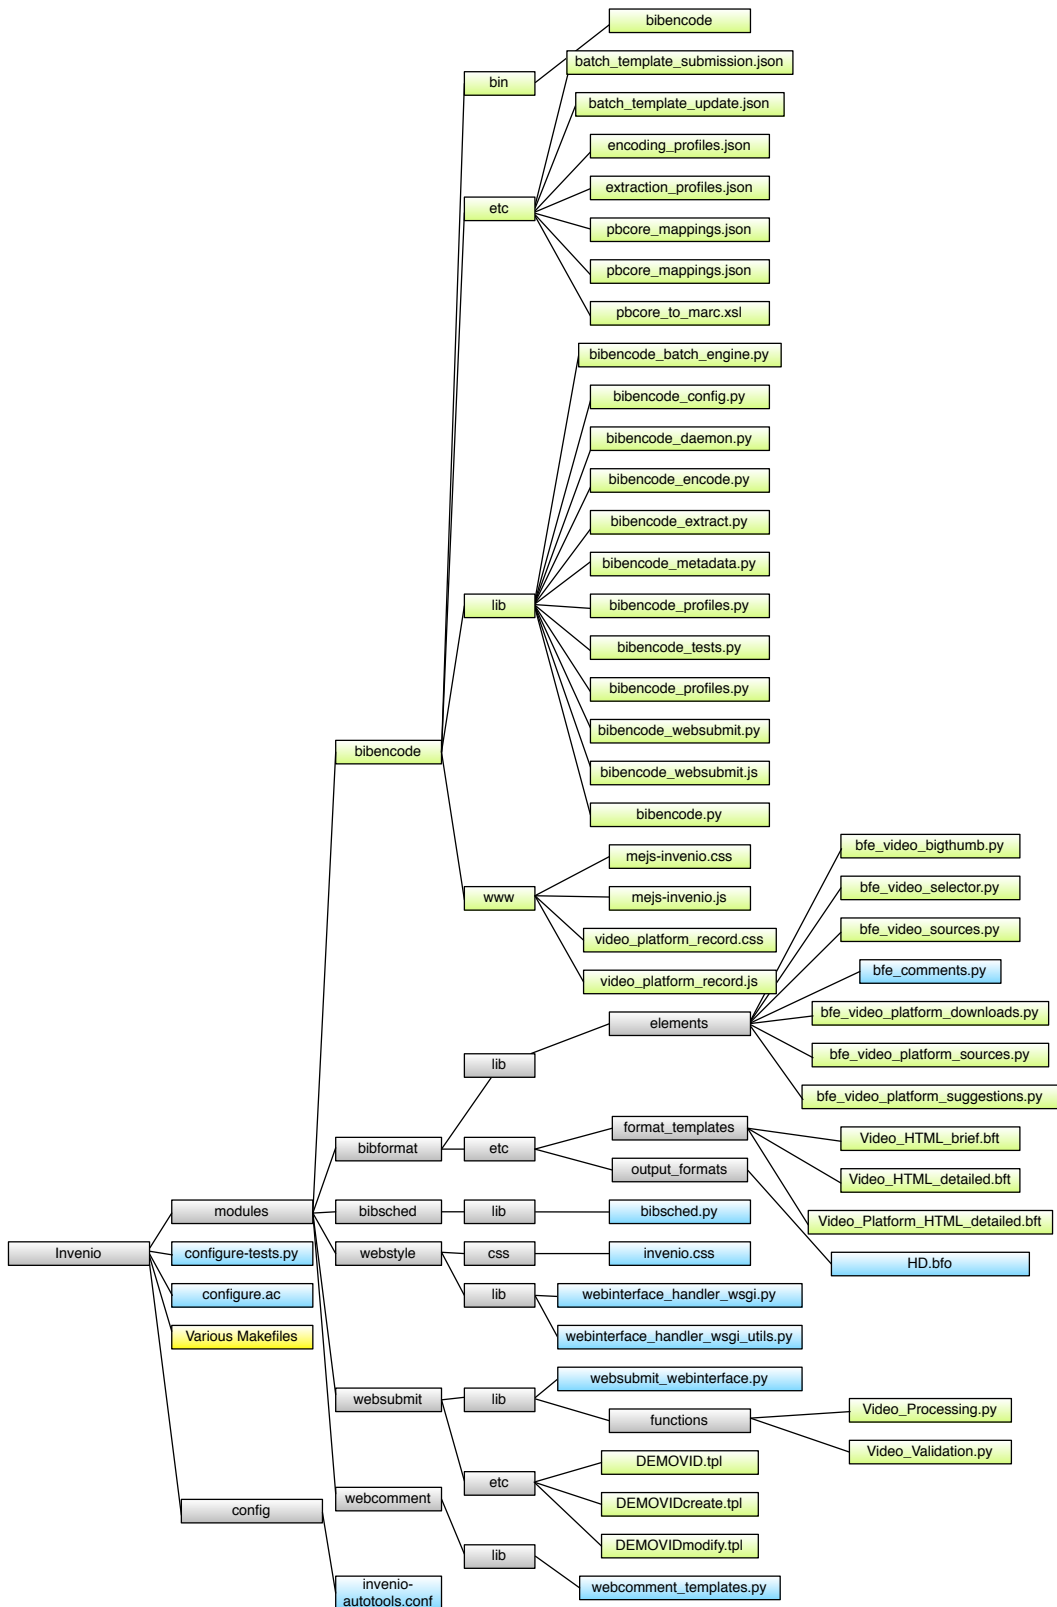 bibencode
bin
batch_template_submission.json
batch_template_update.json
encoding_profiles.json
extraction_profiles.json
etc
pbcore_mappings.json
pbcore_mappings.json
pbcore_to_marc.xsl
bibencode_batch_engine.py
bibencode_config.py
bibencode_daemon.py
bibencode_encode.py
bibencode_extract.py
bibencode_metadata.py
lib
bibencode_profiles.py
bibencode_tests.py
bibencode_profiles.py
bibencode_websubmit.py
bibencode
bibencode_websubmit.js
bibencode.py
mejs-invenio.css
www
mejs-invenio.js
video_platform_record.css
video_platform_record.js
bfe_video_bigthumb.py
bfe_video_selector.py
bfe_video_sources.py
bfe_comments.py
elements
bfe_video_platform_downloads.py
bfe_video_platform_sources.py
lib
bfe_video_platform_suggestions.py
format_templates
Video_HTML_brief.bft
bibformat
etc
output_formats
Video_HTML_detailed.bft
modules
bibsched
lib
bibsched.py
Video_Platform_HTML_detailed.bft
Invenio
configure-tests.py
webstyle
css
invenio.css
HD.bfo
configure.ac
lib
webinterface_handler_wsgi.py
Various Makefiles
webinterface_handler_wsgi_utils.py
websubmit_webinterface.py
websubmit
lib
functions
Video_Processing.py
Video_Validation.py
DEMOVID.tpl
etc
webcomment
DEMOVIDcreate.tpl
config
DEMOVIDmodify.tpl
lib
invenio-
autotools.conf
webcomment_templates.py